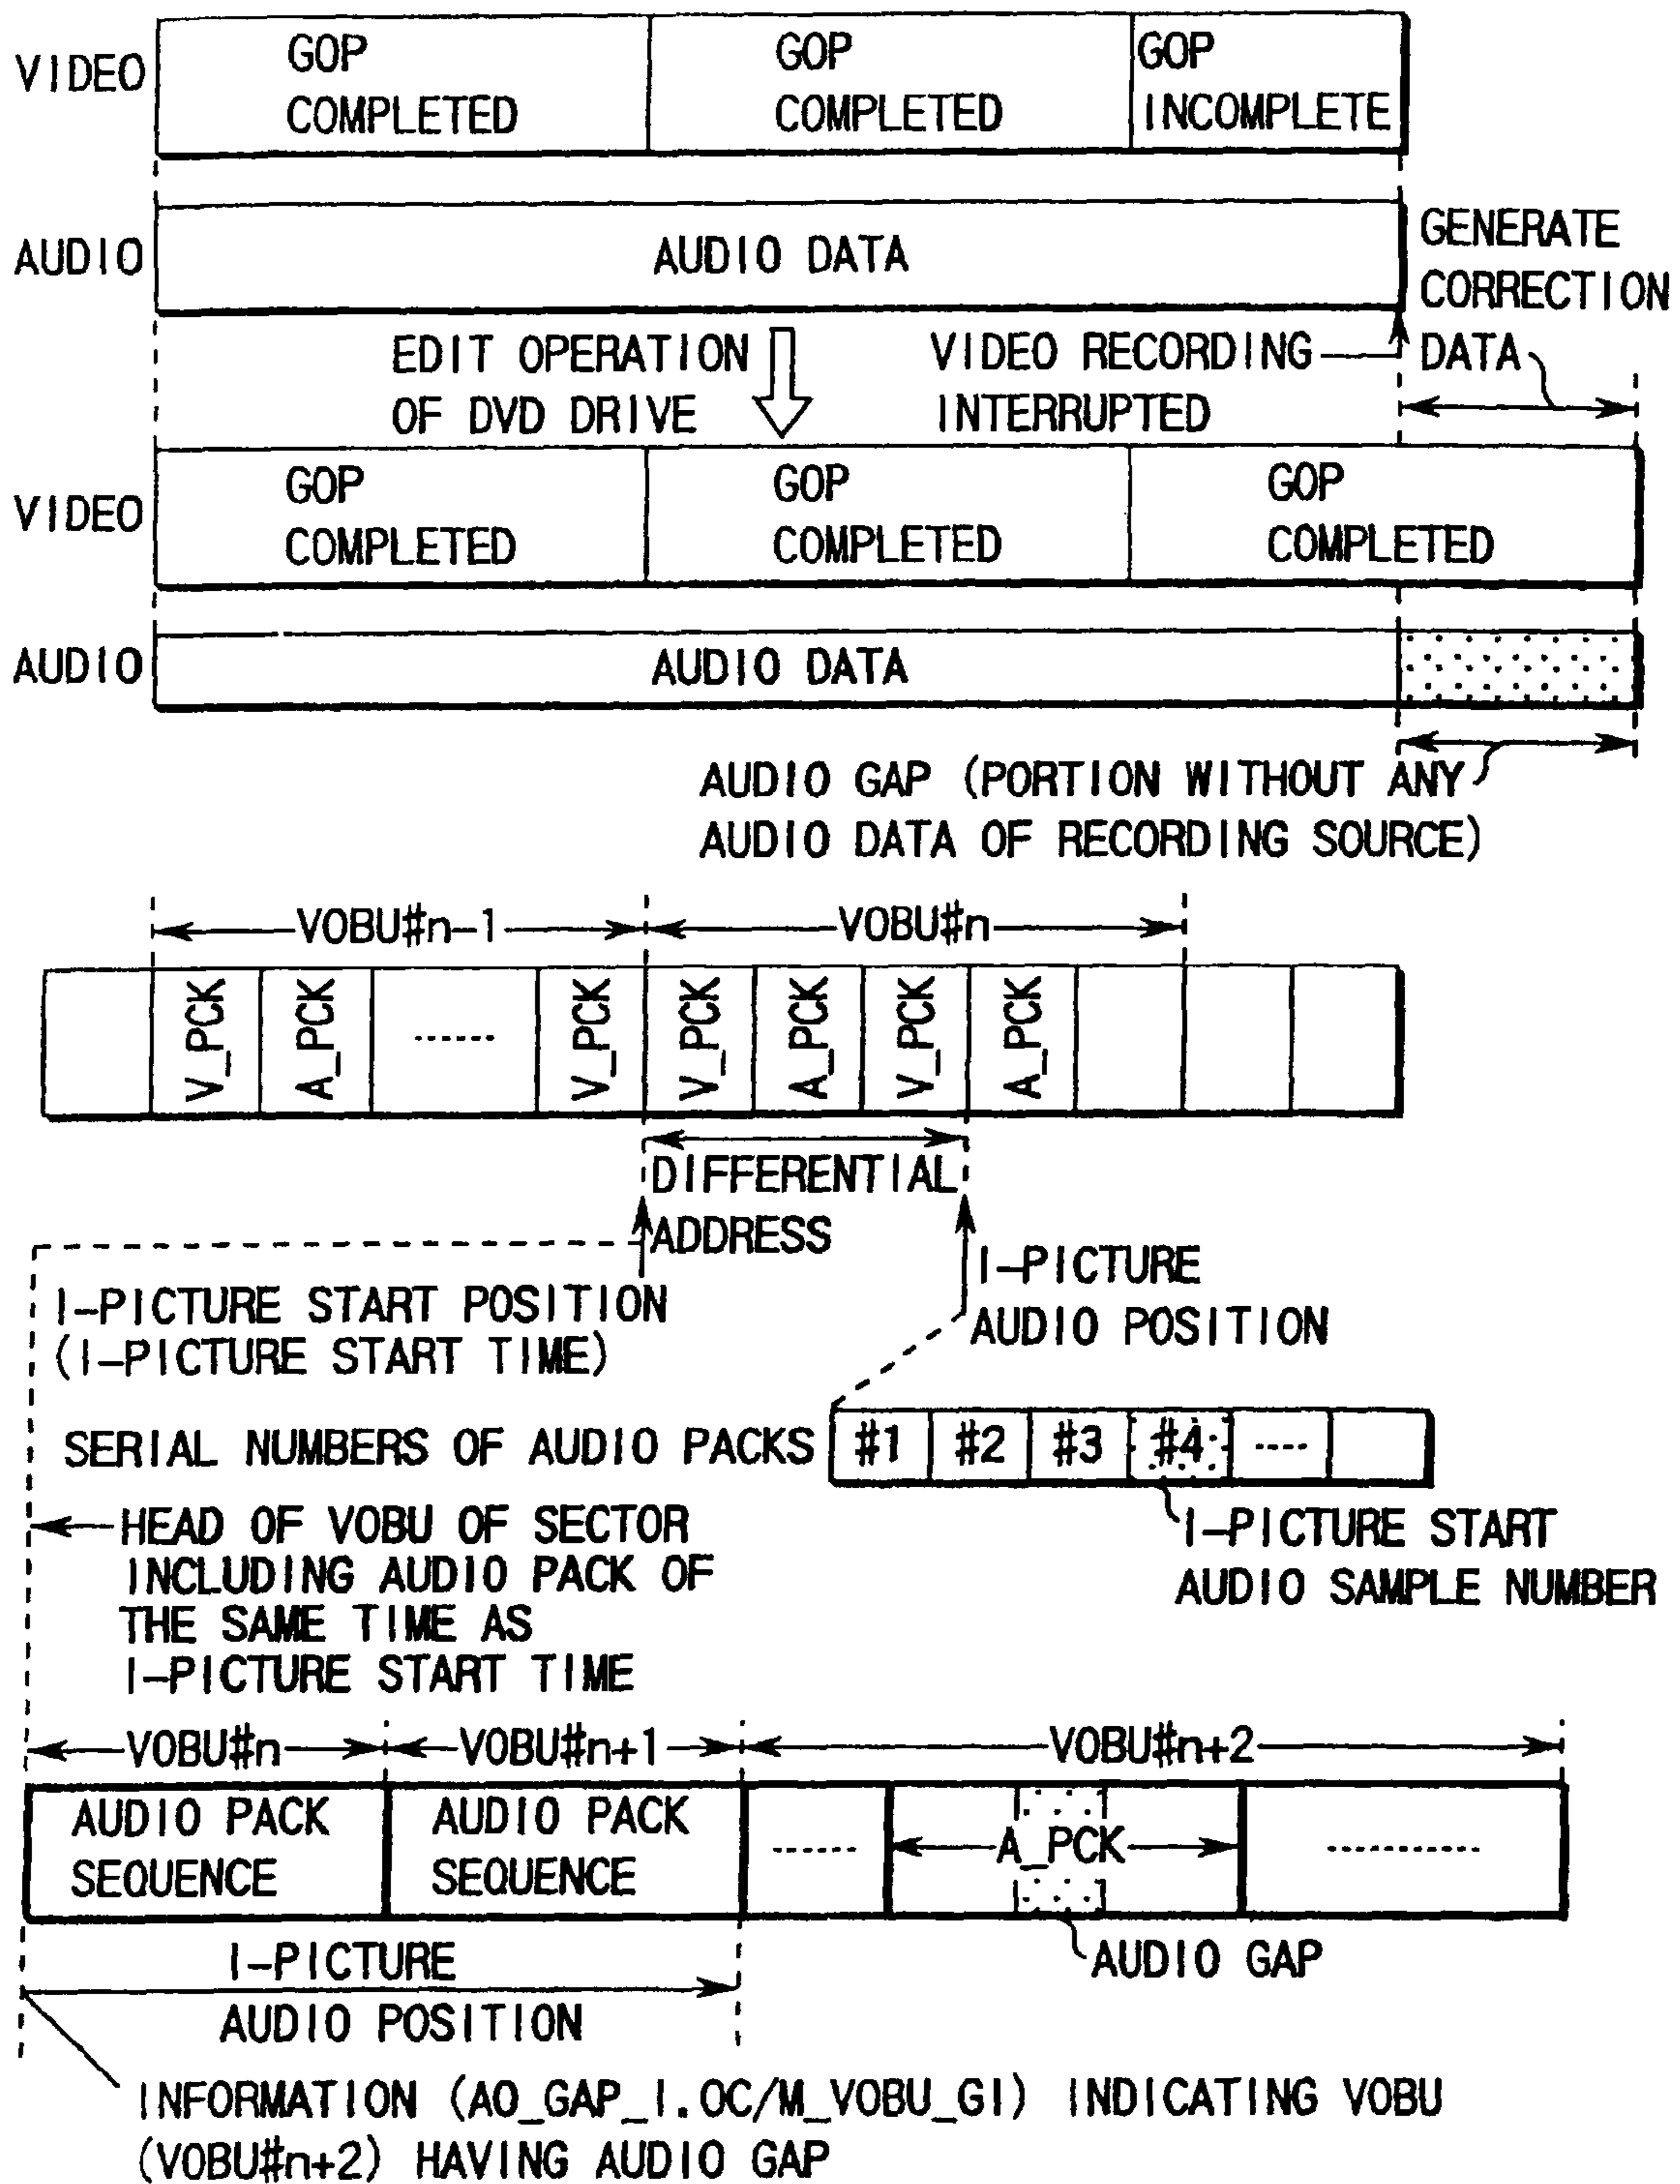 VIDEO
GOP
COMPLETED
GOP
COMPLETED
GOP
INCOMPLETE
AUDIO
AUDIO DATA
GENERATE
CORRECTION
DATA
EDIT OPERATION
OF DVD DRIVE
VIDEO RECORDING
INTERRUPTED
VIDEO
GOP
COMPLETED
GOP
COMPLETED
GOP
COMPLETED
AUDIO
AUDIO DATA
AUDIO GAP (PORTION WITHOUT ANY
AUDIO DATA OF RECORDING SOURCE)
VOBU#n-1
VOBU#n
V_PCK
A_PCK
------
V_PCK
V_PCK
A_PCK
V_PCK
A_PCK
DIFFERENTIAL
ADDRESS
I-PICTURE START POSITION
(I-PICTURE START TIME)
I-PICTURE
AUDIO POSITION
SERIAL NUMBERS OF AUDIO PACKS
#1
#2
#3
#4
----
I-PICTURE START
AUDIO SAMPLE NUMBER
HEAD OF VOBU OF SECTOR
INCLUDING AUDIO PACK OF
THE SAME TIME AS
I-PICTURE START TIME
VOBU#n
VOBU#n+1
VOBU#n+2
AUDIO PACK
SEQUENCE
AUDIO PACK
SEQUENCE
------
A_PCK
----------
AUDIO GAP
I-PICTURE
AUDIO POSITION
INFORMATION (AO_GAP_I.OC/M_VOBU_GI) INDICATING VOBU
(VOBU#n+2) HAVING AUDIO GAP